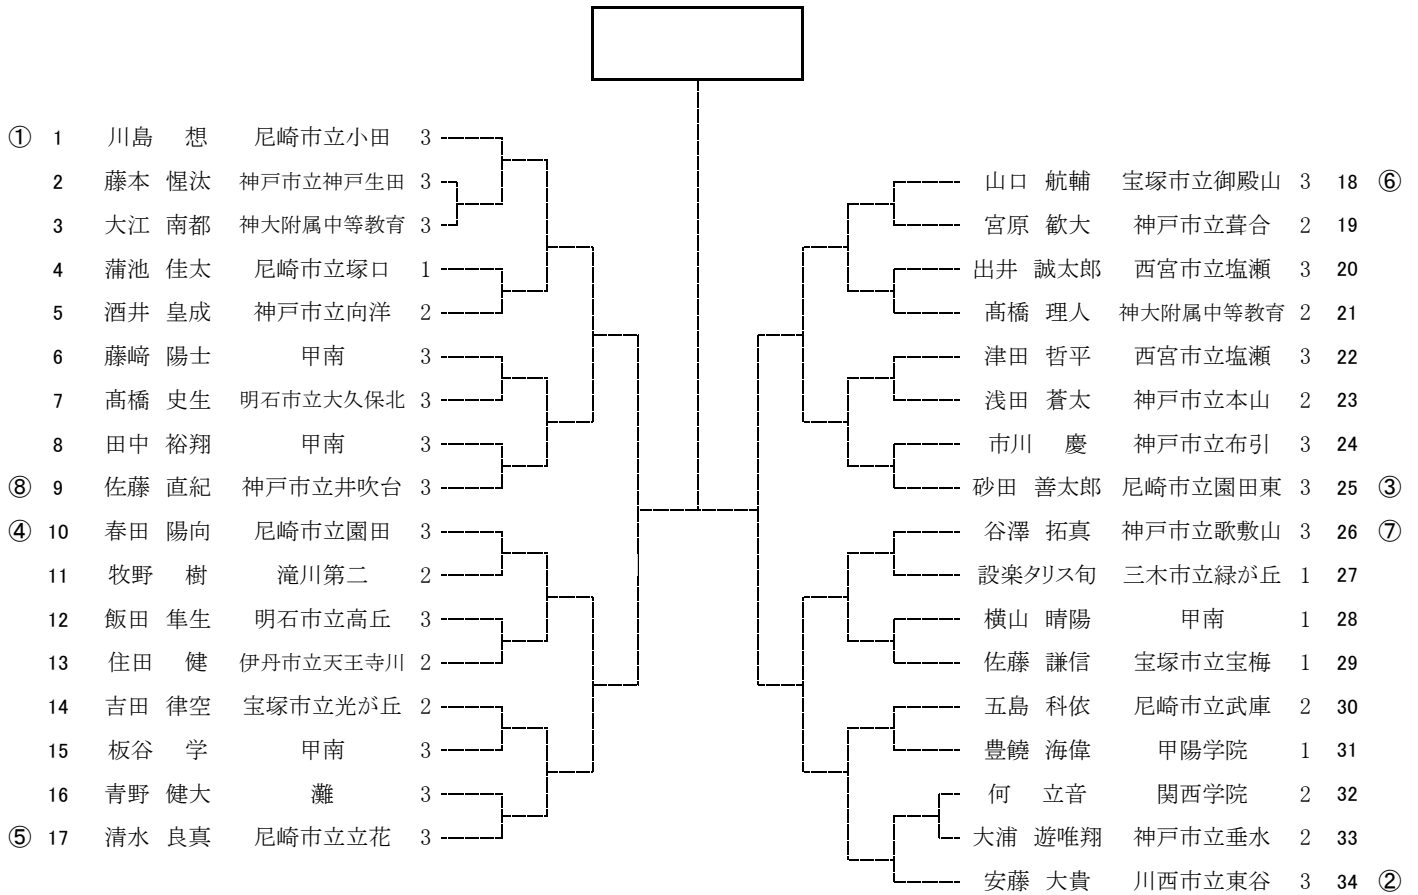 ① 1 川島 想 尼崎市立小田 3
2 藤本 惺汰 神戸市立神戸生田 3
3 大江 南都 神大附属中等教育 3
4 蒲池 佳太 尼崎市立塚口 1
5 酒井 皇成 神戸市立向洋 2
6 藤﨑 陽士 甲南 3
7 髙橋 史生 明石市立大久保北 3
8 田中 裕翔 甲南 3
⑧ 9 佐藤 直紀 神戸市立井吹台 3
④ 10 春田 陽向 尼崎市立園田 3
11 牧野 樹 滝川第二 2
12 飯田 隼生 明石市立高丘 3
13 住田 健 伊丹市立天王寺川 2
14 吉田 律空 宝塚市立光が丘 2
15 板谷 学 甲南 3
16 青野 健大 灘 3
⑤ 17 清水 良真 尼崎市立立花 3
山口 航輔 宝塚市立御殿山 3 18 ⑥
宮原 歓大 神戸市立葺合 2 19
出井 誠太郎 西宮市立塩瀬 3 20
髙橋 理人 神大附属中等教育 2 21
津田 哲平 西宮市立塩瀬 3 22
浅田 蒼太 神戸市立本山 2 23
市川 慶 神戸市立布引 3 24
砂田 善太郎 尼崎市立園田東 3 25 ③
谷澤 拓真 神戸市立歌敷山 3 26 ⑦
設楽タリス旬 三木市立緑が丘 1 27
横山 晴陽 甲南 1 28
佐藤 謙信 宝塚市立宝梅 1 29
五島 科依 尼崎市立武庫 2 30
豊饒 海偉 甲陽学院 1 31
何 立音 関西学院 2 32
大浦 遊唯翔 神戸市立垂水 2 33
安藤 大貴 川西市立東谷 3 34 ②